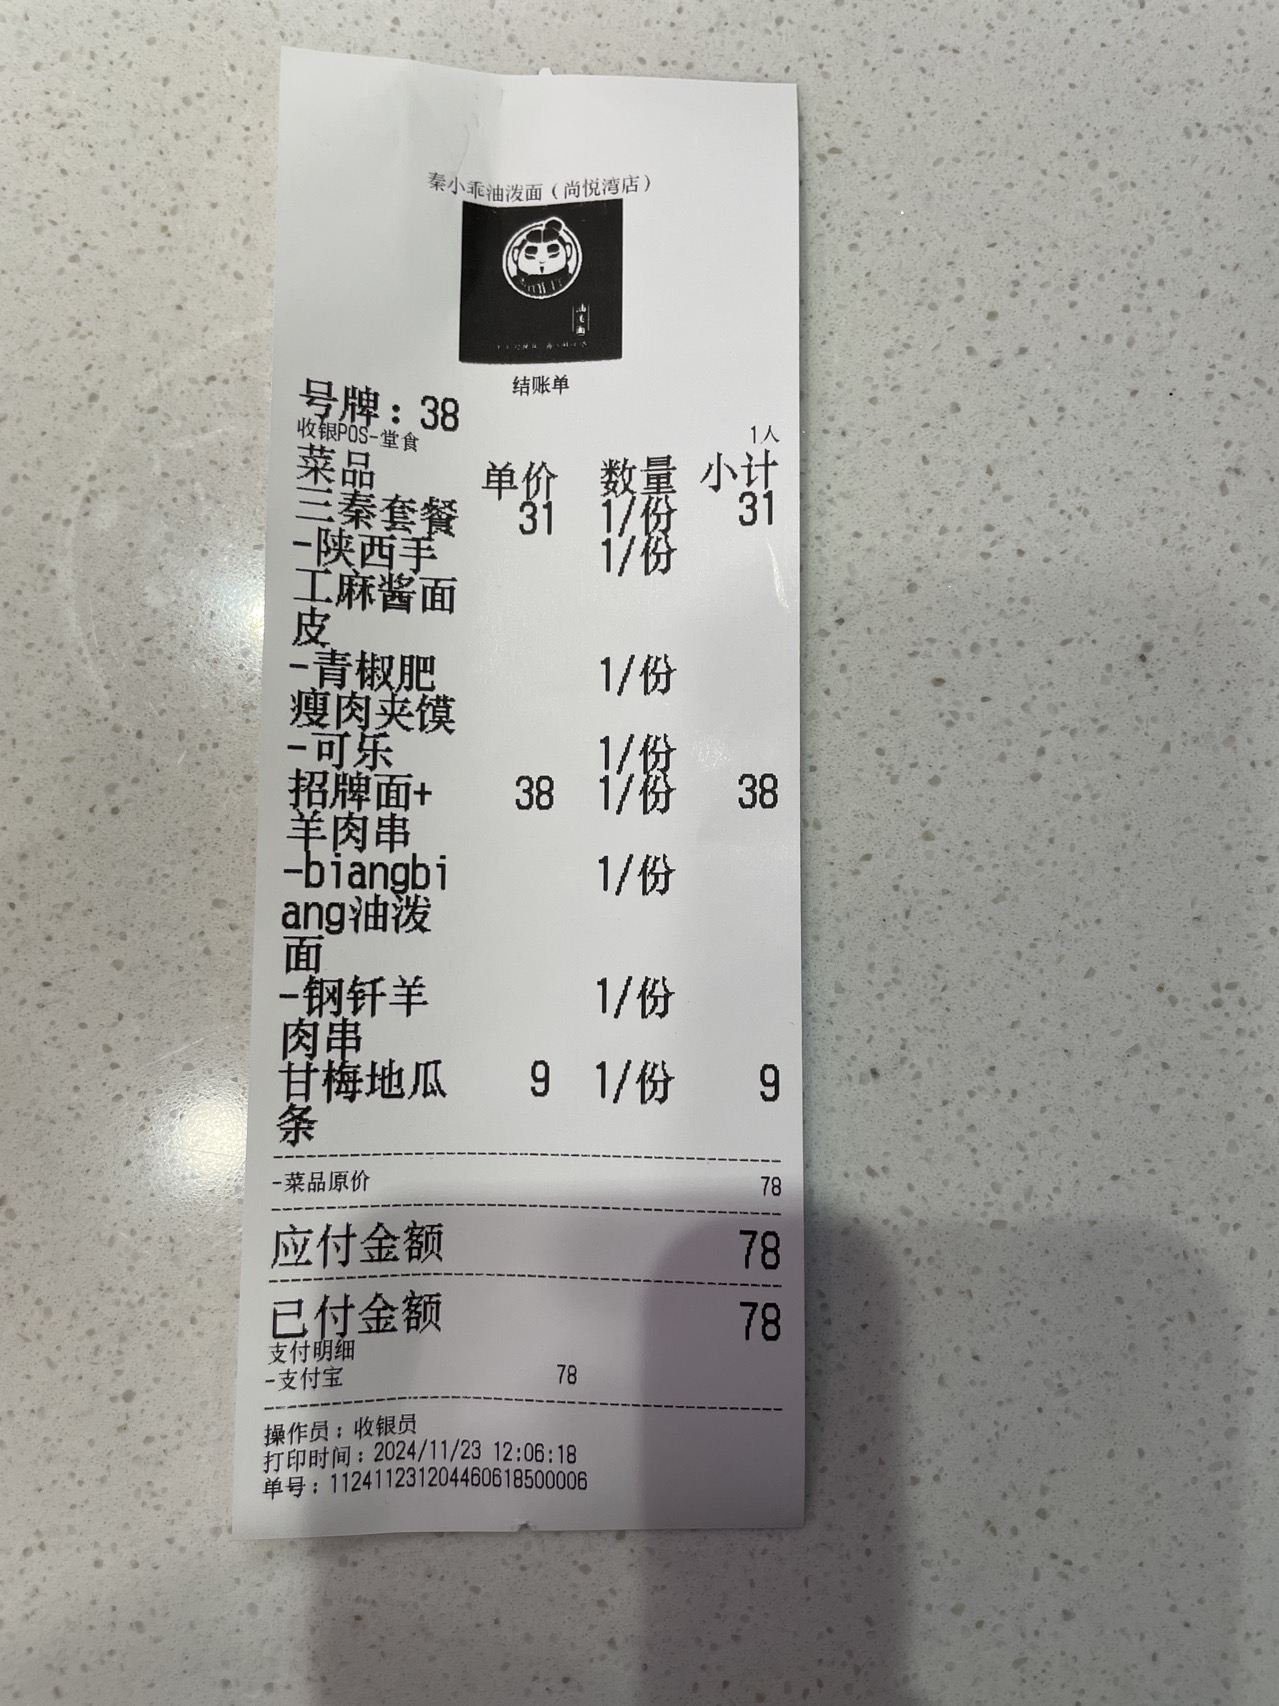 秦小乖油泼面（尚悦湾店）
结账单
号牌：38
收银POS-堂食 1人
菜品 单价 数量 小计
三秦套餐 31 1/份 31
-陕西手 1/份
工麻酱面
皮
-青椒肥 1/份
瘦肉夹馍
-可乐 1/份
招牌面+ 38 1/份 38
羊肉串
-biangbi 1/份
ang油泼
面
-钢钎羊 1/份
肉串
甘梅地瓜 9 1/份 9
条
-菜品原价 78
应付金额 78
已付金额 78
支付明细
-支付宝 78
操作员：收银员
打印时间：2024/11/23 12:06:18
单号：112411231204460618500006